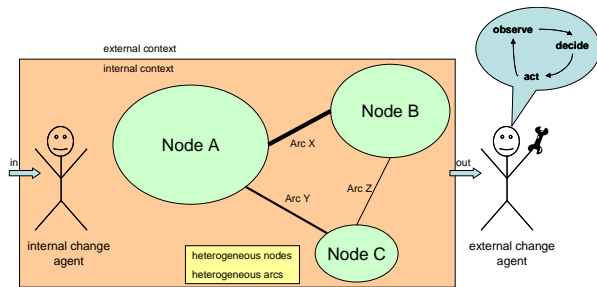 observe
decide
act
external context
internal context
Node A
Node B
Arc X
Arc Y
Arc Z
Node C
in
out
internal change
agent
heterogeneous nodes
heterogeneous arcs
external change
agent